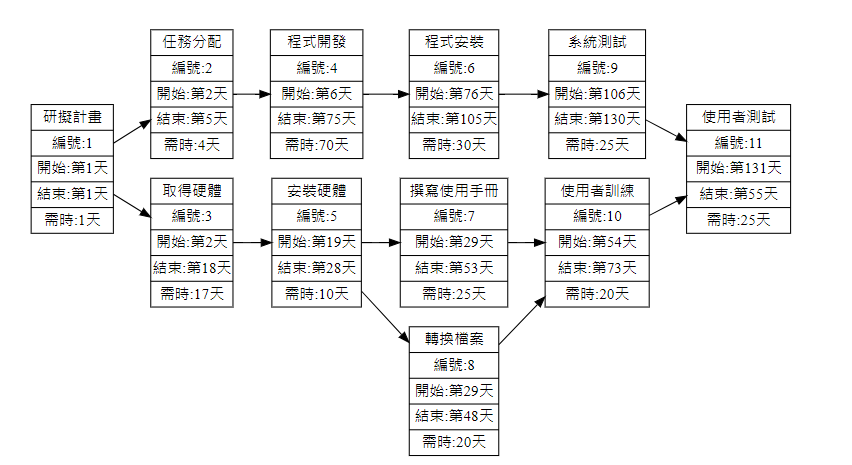 研擬計畫
編號:1
開始:第1天
結束:第1天
需時:1天
任務分配
編號:2
開始:第2天
結束:第5天
需時:4天
程式開發
編號:4
開始:第6天
結束:第75天
需時:70天
程式安裝
編號:6
開始:第76天
結束:第105天
需時:30天
系統測試
編號:9
開始:第106天
結束:第130天
需時:25天
取得硬體
編號:3
開始:第2天
結束:第18天
需時:17天
安裝硬體
編號:5
開始:第19天
結束:第28天
需時:10天
撰寫使用手冊
編號:7
開始:第29天
結束:第53天
需時:25天
轉換檔案
編號:8
開始:第29天
結束:第48天
需時:20天
使用者訓練
編號:10
開始:第54天
結束:第73天
需時:20天
使用者測試
編號:11
開始:第131天
結束:第55天
需時:25天